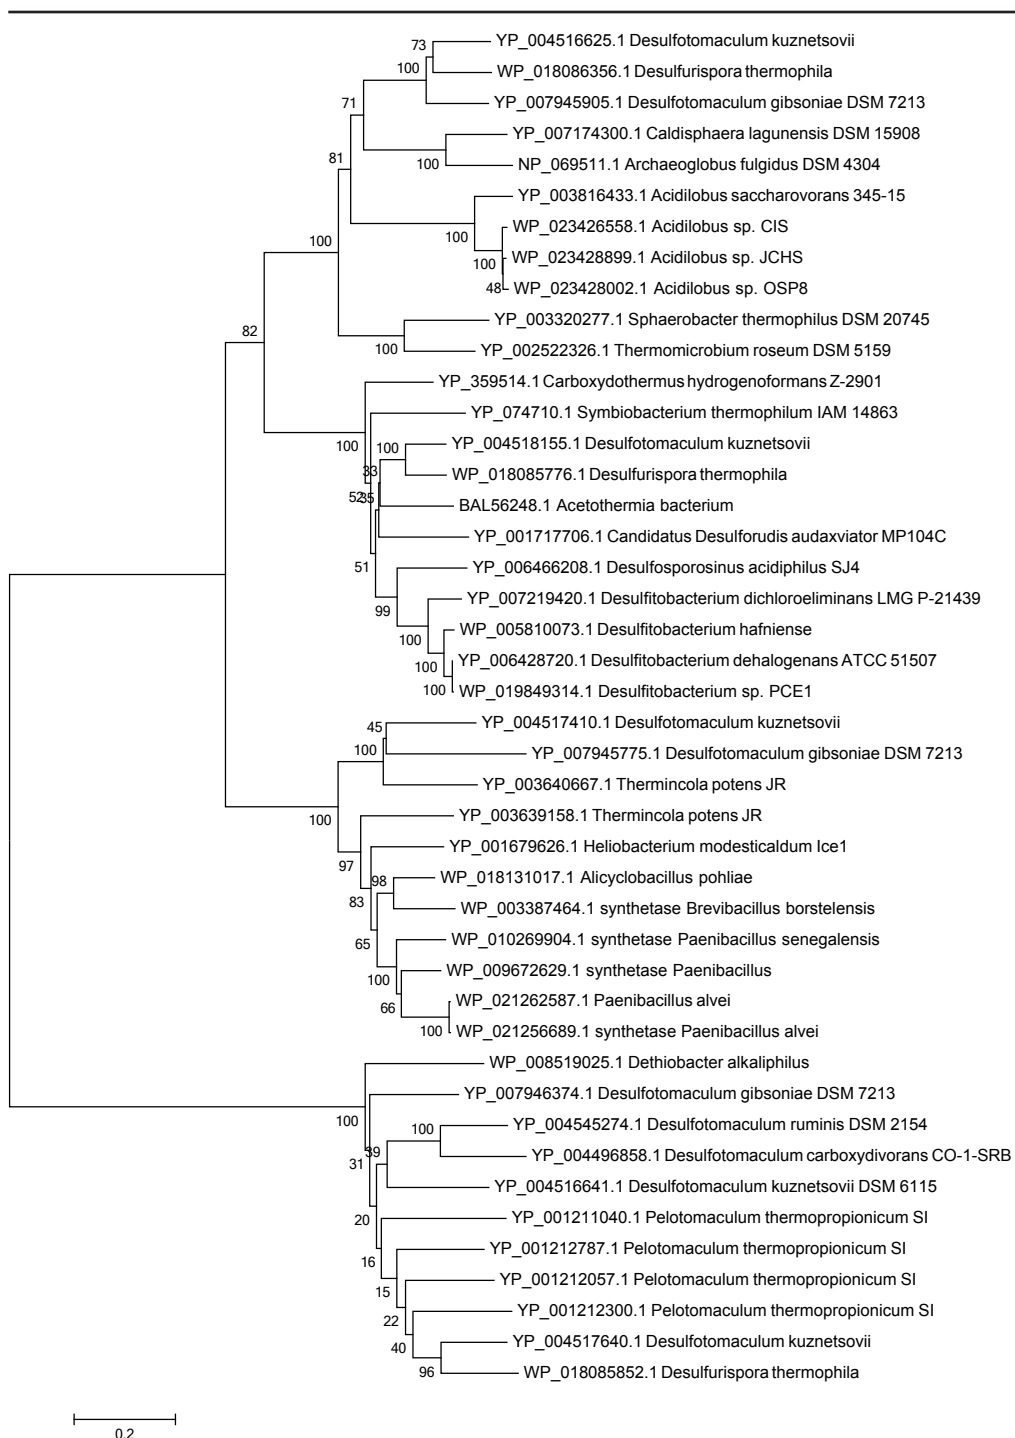 YP_004516625.1 Desulfotomaculum kuznetsovii
73
WP_018086356.1 Desulfurispora thermophila
100
YP_007945905.1 Desulfotomaculum gibsoniae DSM 7213
71
YP_007174300.1 Caldisphaera lagunensis DSM 15908
81
100
NP_069511.1 Archaeoglobus fulgidus DSM 4304
YP_003816433.1 Acidilobus saccharovorans 345-15
WP_023426558.1 Acidilobus sp. CIS
100
100
WP_023428899.1 Acidilobus sp. JCHS
100
48
WP_023428002.1 Acidilobus sp. OSP8
YP_003320277.1 Sphaerobacter thermophilus DSM 20745
82
100
YP_002522326.1 Thermomicrobium roseum DSM 5159
YP_359514.1 Carboxydothermus hydrogenoformans Z-2901
YP_074710.1 Symbiobacterium thermophilum IAM 14863
100
100
YP_004518155.1 Desulfotomaculum kuznetsovii
33
WP_018085776.1 Desulfurispora thermophila
52
35
BAL56248.1 Acetothermia bacterium
YP_001717706.1 Candidatus Desulforudis audaxviator MP104C
51
YP_006466208.1 Desulfosporosinus acidiphilus SJ4
99
YP_007219420.1 Desulfitobacterium dichloroeliminans LMG P-21439
100
WP_005810073.1 Desulfitobacterium hafniense
100
YP_006428720.1 Desulfitobacterium dehalogenans ATCC 51507
100
WP_019849314.1 Desulfitobacterium sp. PCE1
45
YP_004517410.1 Desulfotomaculum kuznetsovii
100
YP_007945775.1 Desulfotomaculum gibsoniae DSM 7213
YP_003640667.1 Thermincola potens JR
100
YP_003639158.1 Thermincola potens JR
97
YP_001679626.1 Heliobacterium modesticaldum Ice1
98
WP_018131017.1 Alicyclobacillus pohliae
83
WP_003387464.1 synthetase Brevibacillus borstelensis
65
WP_010269904.1 synthetase Paenibacillus senegalensis
100
WP_009672629.1 synthetase Paenibacillus
66
WP_021262587.1 Paenibacillus alvei
100
WP_021256689.1 synthetase Paenibacillus alvei
WP_008519025.1 Dethiobacter alkaliphilus
YP_007946374.1 Desulfotomaculum gibsoniae DSM 7213
100
100
YP_004545274.1 Desulfotomaculum ruminis DSM 2154
39
31
YP_004496858.1 Desulfotomaculum carboxydivorans CO-1-SRB
YP_004516641.1 Desulfotomaculum kuznetsovii DSM 6115
20
YP_001211040.1 Pelotomaculum thermopropionicum SI
16
YP_001212787.1 Pelotomaculum thermopropionicum SI
15
YP_001212057.1 Pelotomaculum thermopropionicum SI
22
YP_001212300.1 Pelotomaculum thermopropionicum SI
40
YP_004517640.1 Desulfotomaculum kuznetsovii
96
WP_018085852.1 Desulfurispora thermophila
0.2